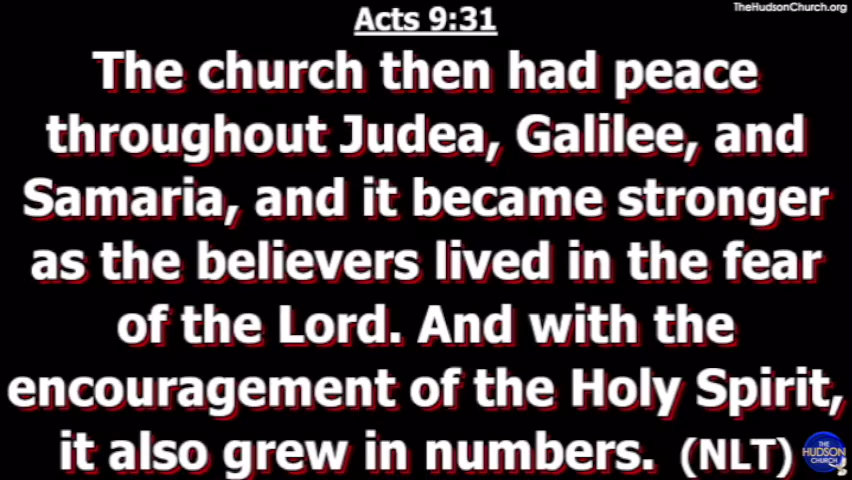 TheHudsonChurch.org
Acts 9:31
The church then had peace
throughout Judea, Galilee, and
Samaria, and it became stronger
as the believers lived in the fear
of the Lord. And with the
encouragement of the Holy Spirit,
it also grew in numbers. (NLT)
THE
HUDSON
CHURCH